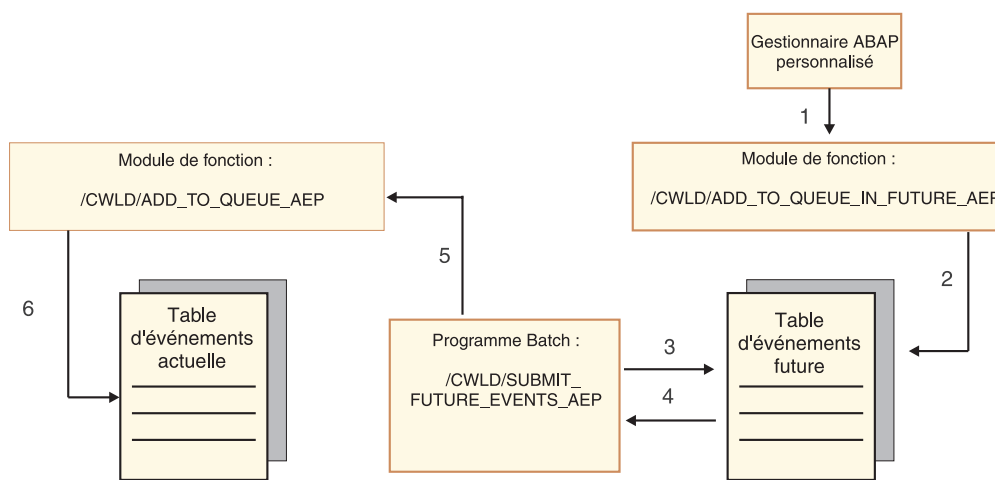 Gestionnaire ABAP
personnalisé
1
Module de fonction :
/CWLD/ADD_TO_QUEUE_AEP
Module de fonction :
/CWLD/ADD_TO_QUEUE_IN_FUTURE_AEP
5
2
6
Table
d'événements
actuelle
Programme Batch :
/CWLD/SUBMIT_
FUTURE_EVENTS_AEP
3
4
Table
d'événements
future